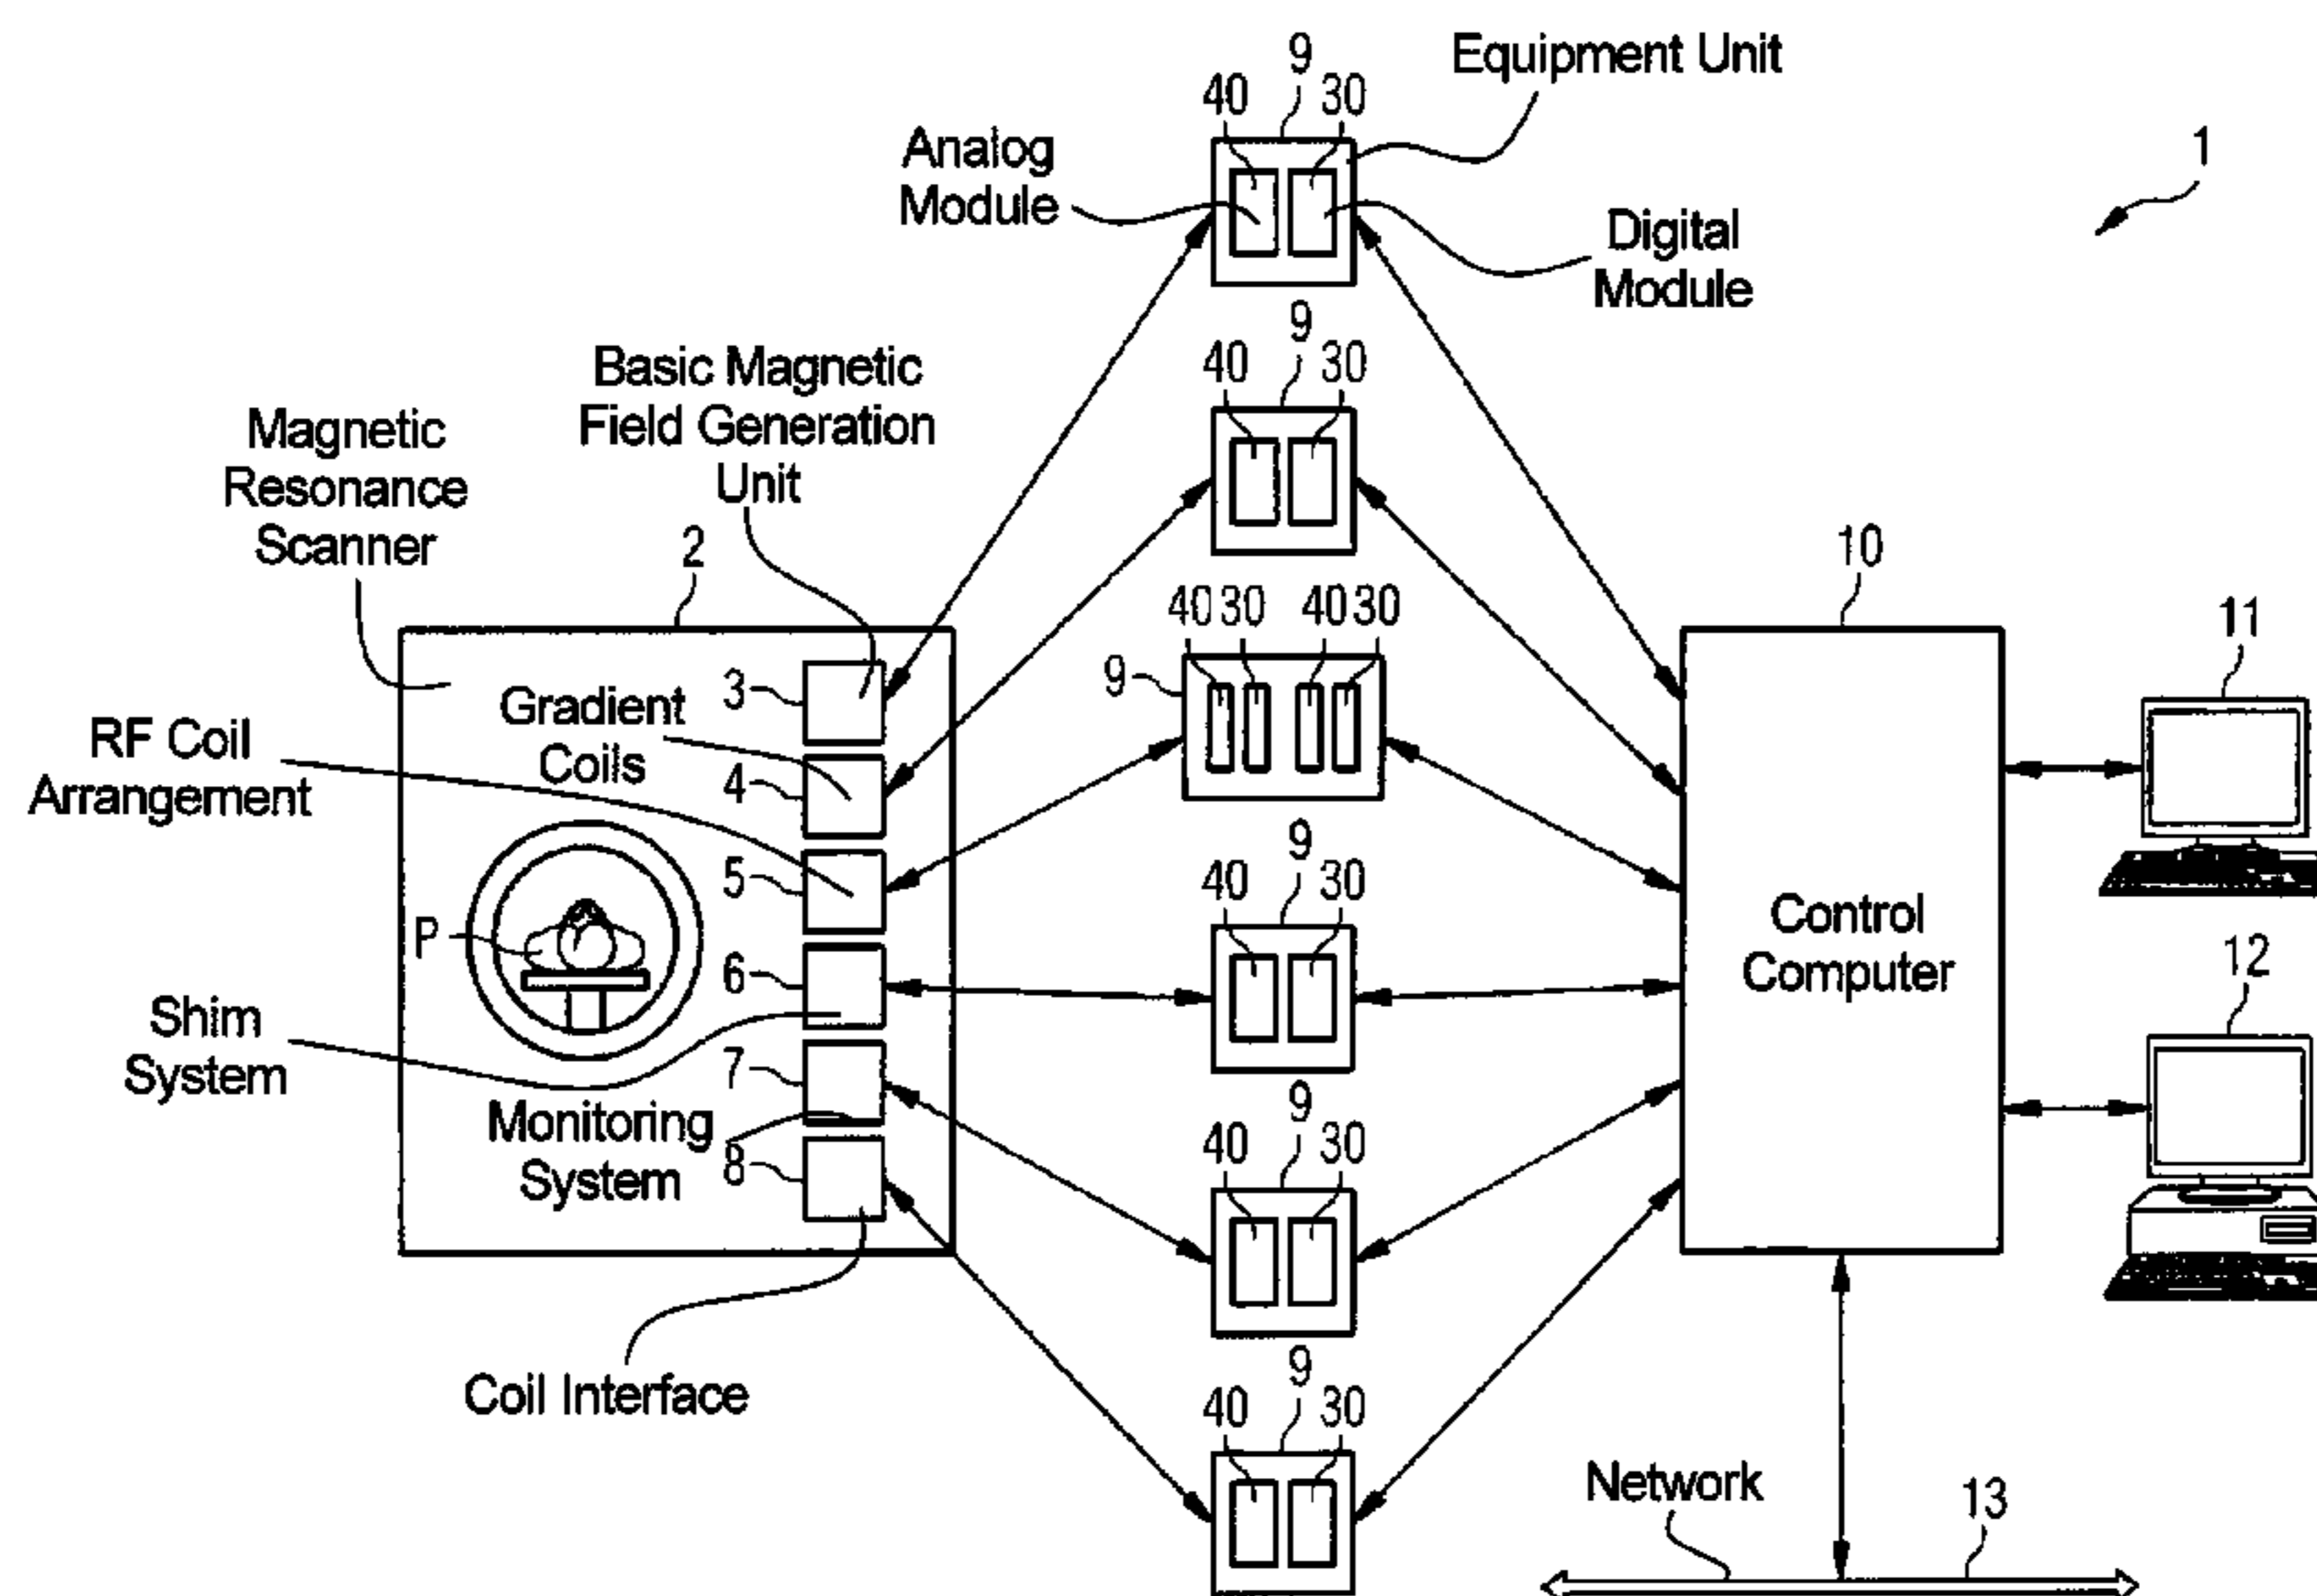 9
Equipment Unit
40
30
1
Analog
Module
Digital
Module
9
40
30
Basic Magnetic
Field Generation
Unit
Magnetic
Resonance
Scanner
2
10
40 30 40 30
11
9
3
Gradient
Coils
RF Coil
Arrangement
4
9
40
30
5
Control
Computer
P
6
12
Shim
System
7
9
Monitoring
System
40
30
8
9
Coil Interface
40
30
Network
13